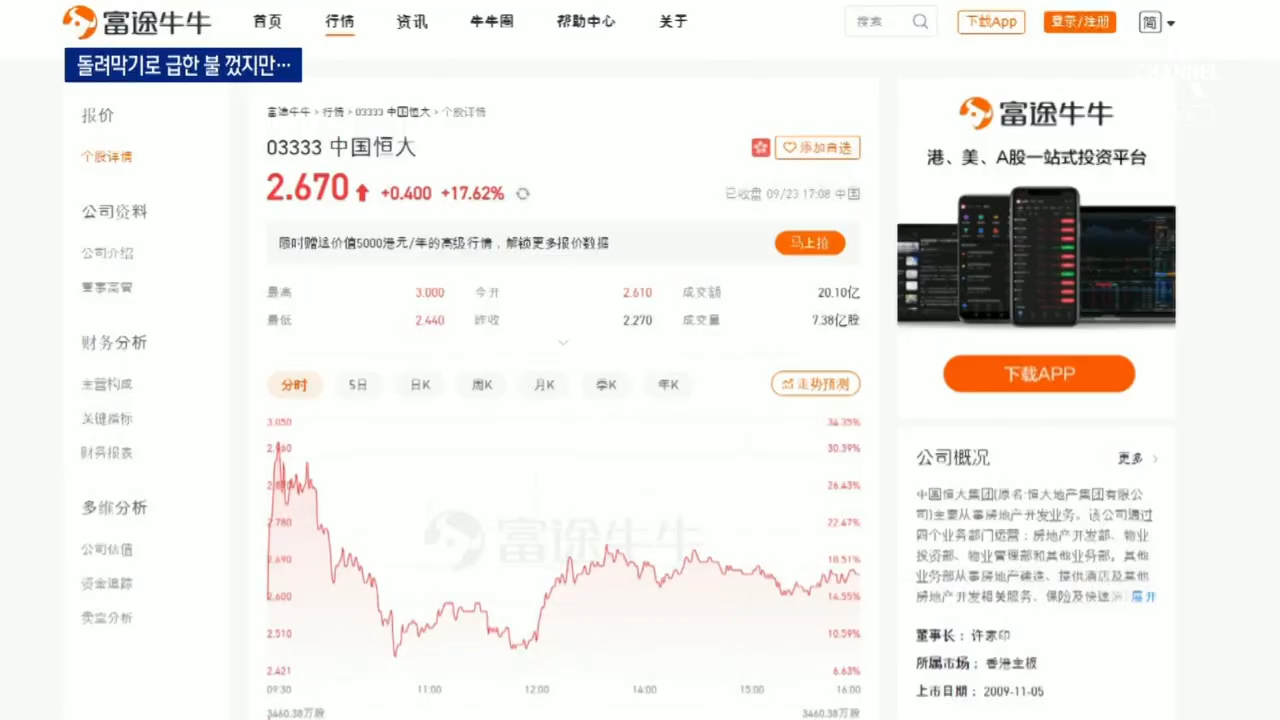 富途牛牛
首页 行情 资讯 牛牛圈 帮助中心 关于
搜索
下载App
登录/注册
简
돌려막기로 급한 불 껐지만…
CHANNEL
报价
个股详情
公司资料
公司介绍
董事高管
财务分析
主营构成
关键指标
财务报表
多维分析
公司估值
资金追踪
卖空分析
富途牛牛 > 行情 > 03333 中国恒大 > 个股详情
03333 中国恒大
添加自选
2.670 +0.400 +17.62%
已收盘 09/23 17:08 中国
限时赠送价值5000港元/年的高级行情，解锁更多报价数据
马上抢
最高 3.000 今开 2.610 成交额 20.10亿
最低 2.440 昨收 2.270 成交量 7.38亿股
分时 5日 日K 周K 月K 季K 年K
走势预测
3.050 34.35%
2.960 30.39%
2.870 26.43%
2.780 22.47%
2.690 18.51%
2.600 14.55%
2.510 10.59%
2.421 6.63%
09:30 11:00 12:00 14:00 15:00 16:00
3460.38万股 3460.38万股
富途牛牛
富途牛牛
港、美、A股一站式投资平台
下载APP
公司概况 更多
中国恒大集团(原名:恒大地产集团有限公
司)主要从事房地产开发业务。该公司通过
四个业务部门运营：房地产开发部、物业
投资部、物业管理部和其他业务部。其他
业务部从事房地产建造、提供酒店及其他
房地产开发相关服务、保险及快速消 展开
董事长：许家印
所属市场：香港主板
上市日期：2009-11-05